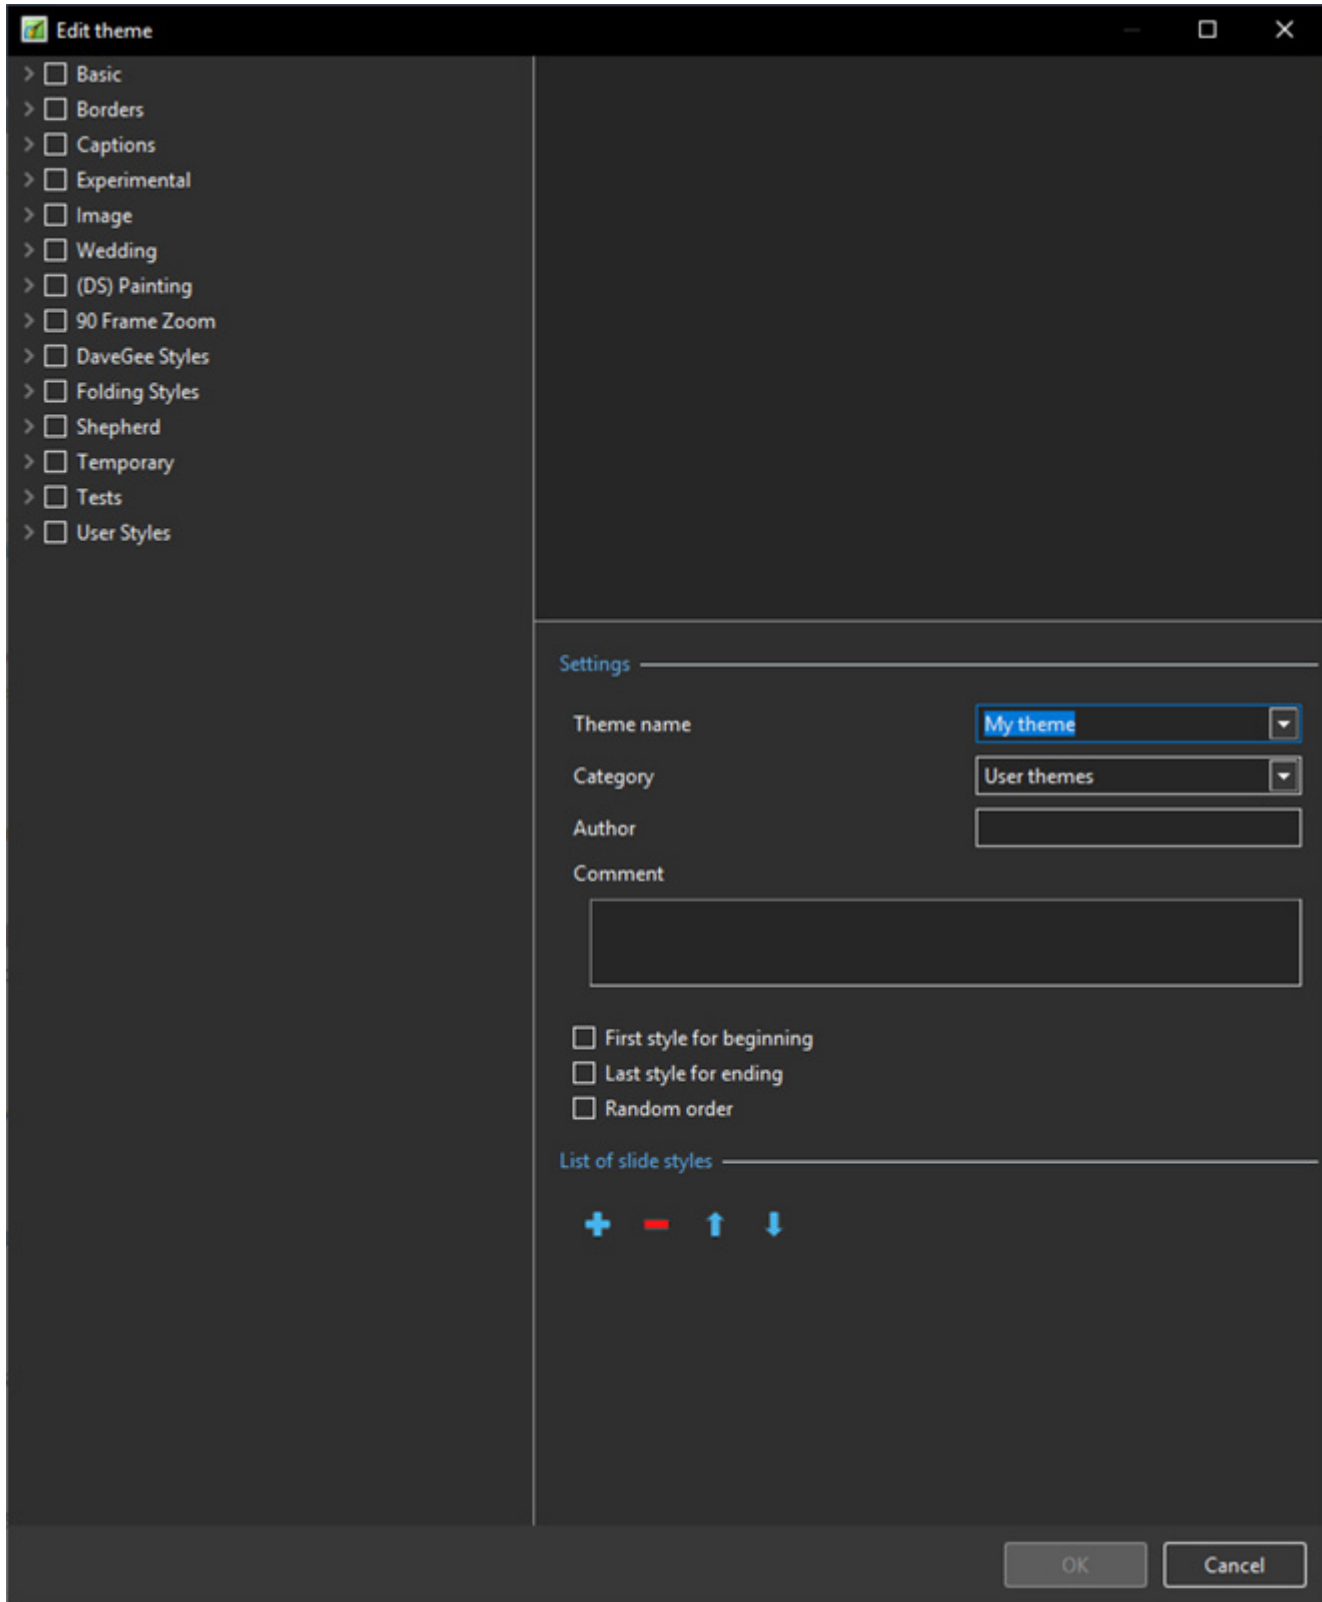 Edit theme
Basic
Borders
Captions
Experimental
Image
Wedding
(DS) Painting
90 Frame Zoom
DaveGee Styles
Folding Styles
Shepherd
Temporary
Tests
User Styles
Settings
Theme name My theme
Category User themes
Author
Comment
First style for beginning
Last style for ending
Random order
List of slide styles
OK Cancel